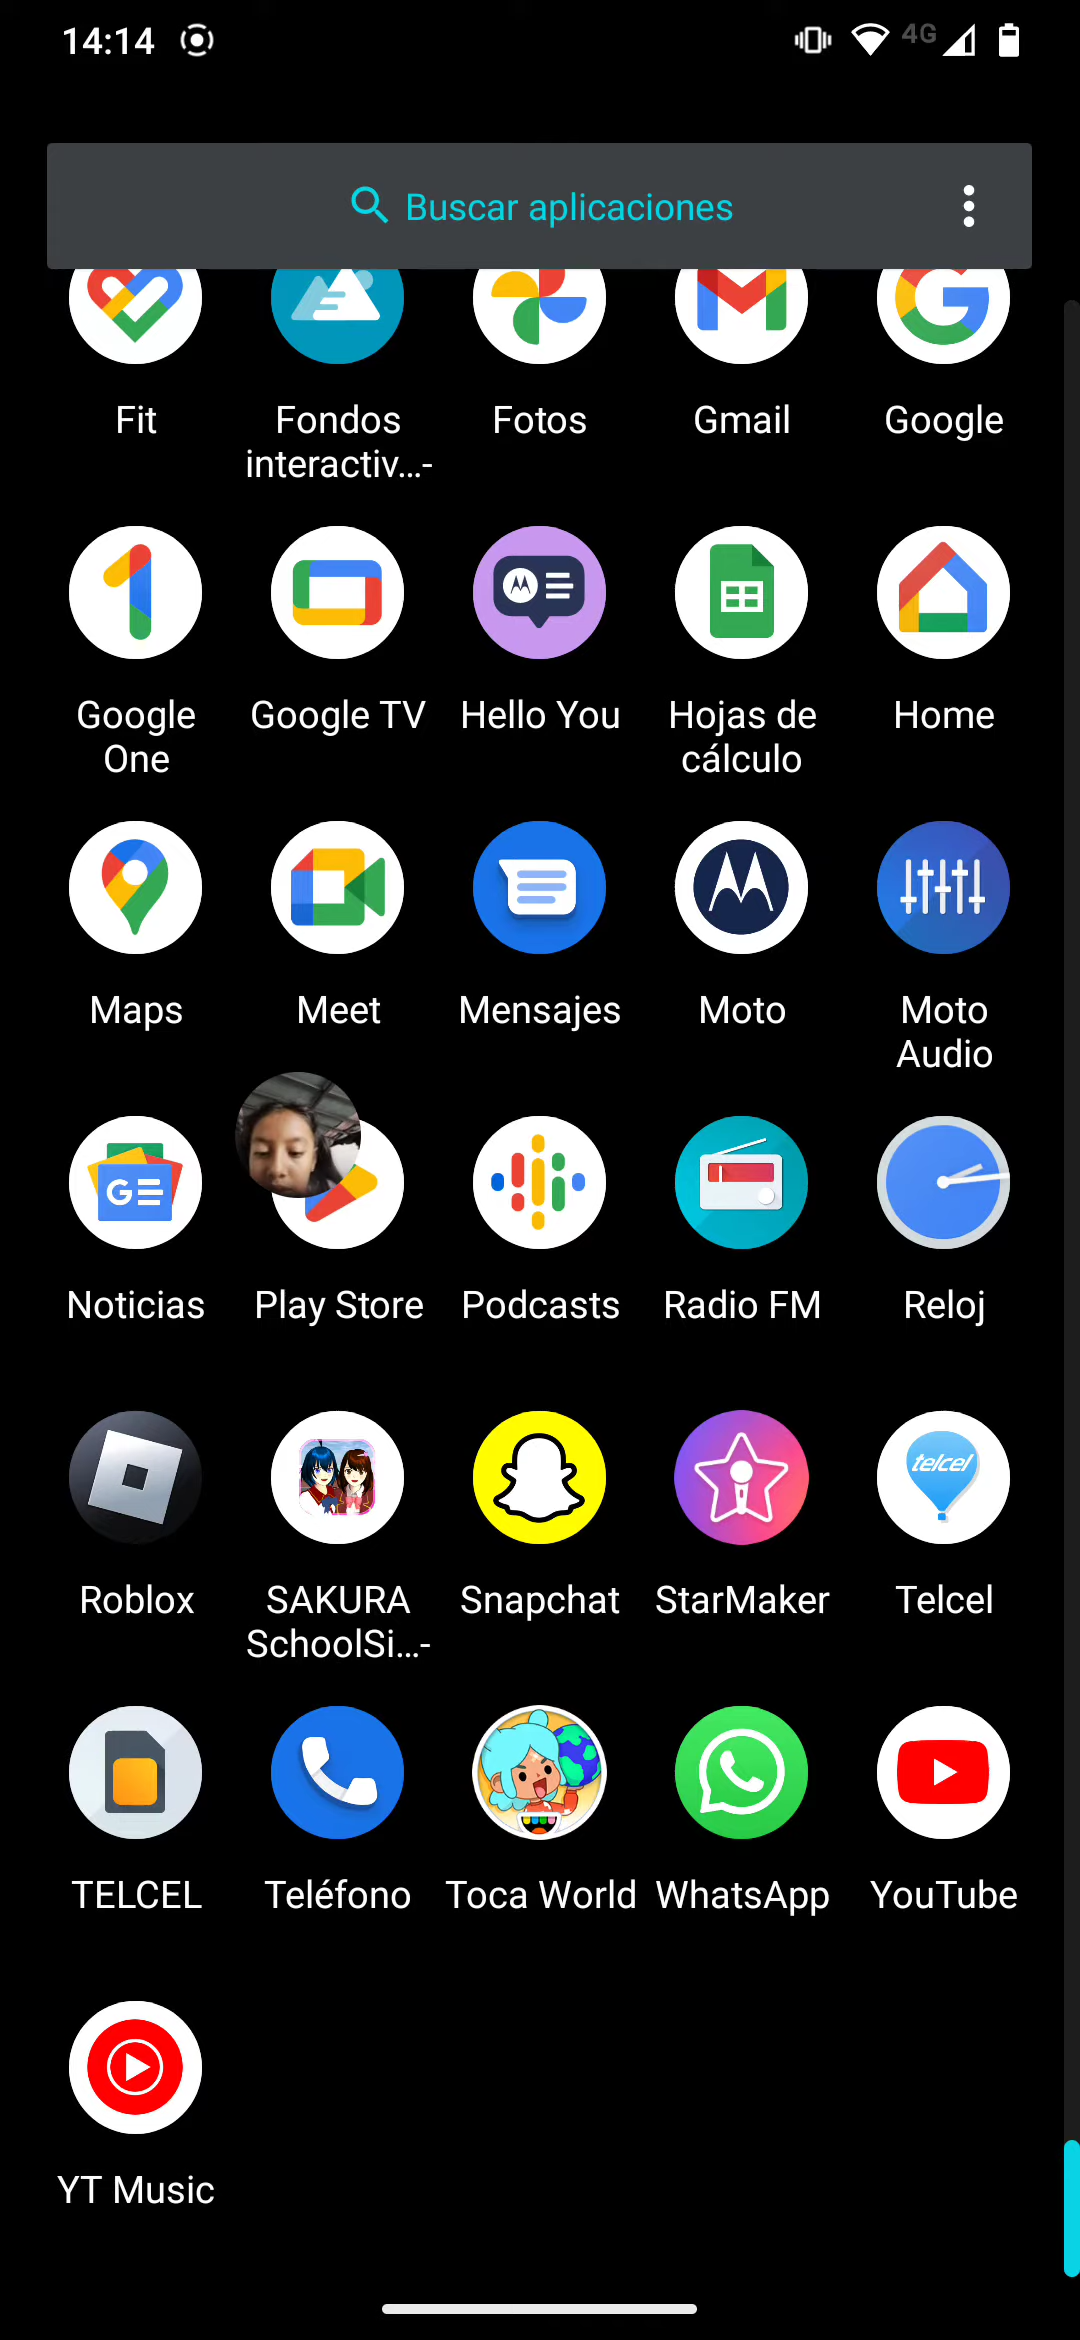 14:14
4G
Buscar aplicaciones
Fit
Fondos interactiv...-
Fotos
Gmail
Google
Google One
Google TV
Hello You
Hojas de cálculo
Home
Maps
Meet
Mensajes
Moto
Moto Audio
Noticias
Play Store
Podcasts
Radio FM
Reloj
telcel
Roblox
SAKURA SchoolSi...-
Snapchat
StarMaker
Telcel
TELCEL
Teléfono
Toca World
WhatsApp
YouTube
YT Music